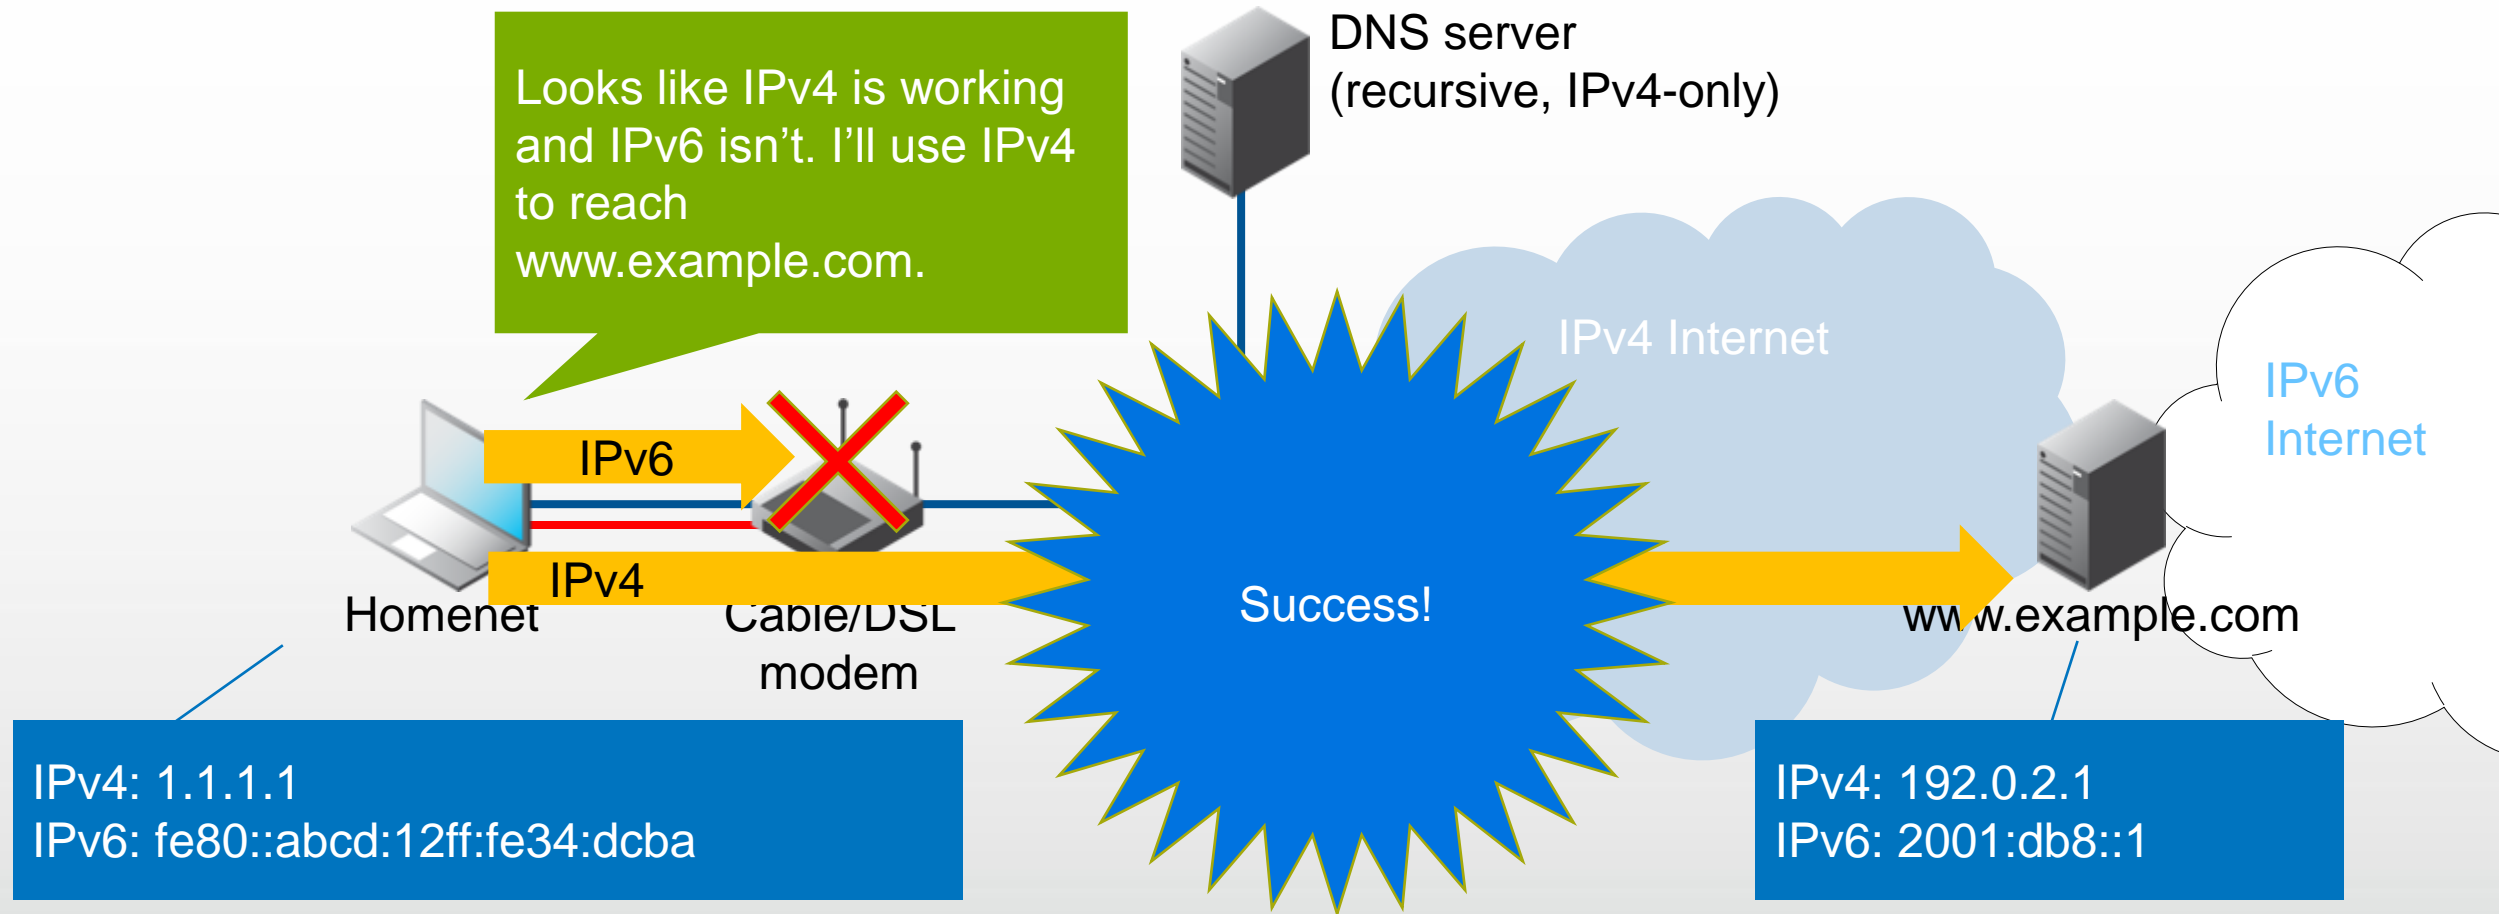 Looks like IPv4 is working
and IPv6 isn’t. I’ll use IPv4
to reach
www.example.com.
DNS server
(recursive, IPv4-only)
IPv4 Internet
IPv6
Internet
IPv6
IPv4
Success!
Homenet
Cable/DSL
modem
www.example.com
IPv4: 1.1.1.1
IPv6: fe80::abcd:12ff:fe34:dcba
IPv4: 192.0.2.1
IPv6: 2001:db8::1